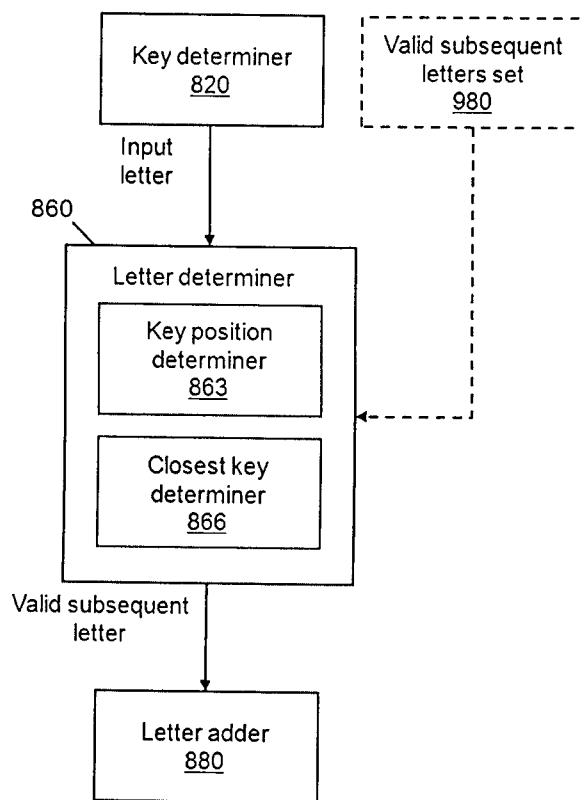 Key determiner
820
Valid subsequent
letters set
980
Input
letter
860
Letter determiner
Key position
determiner
863
Closest key
determiner
866
Valid subsequent
letter
Letter adder
880